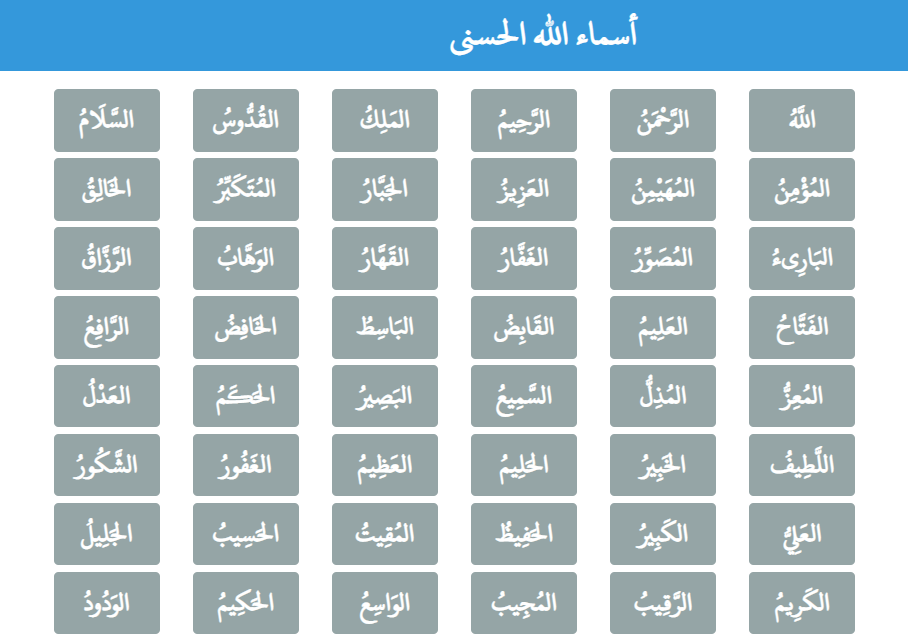 أسماء الله الحسنى
اللَّهُ الرَّحْمَنُ الرَّحِيمُ المَلِكُ القُدُّوسُ السَّلَامُ
المُؤْمِنُ المُهَيْمِنُ العَزِيزُ الجَبَّارُ المُتَكَبِّرُ الخَالِقُ
البَارِىءُ المُصَوِّرُ الغَفَّارُ القَهَّارُ الوَهَّابُ الرَّزَّاقُ
الفَتَّاحُ العَلِيمُ القَابِضُ البَاسِطُ الخَافِضُ الرَّافِعُ
المُعِزُّ المُذِلُّ السَّمِيعُ البَصِيرُ الحَكَمُ العَدْلُ
اللَّطِيفُ الخَبِيرُ الحَلِيمُ العَظِيمُ الغَفُورُ الشَّكُورُ
العَلِيُّ الكَبِيرُ الحَفِيظُ المُقِيتُ الحَسِيبُ الجَلِيلُ
الكَرِيمُ الرَّقِيبُ المُجِيبُ الوَاسِعُ الحَكِيمُ الوَدُودُ